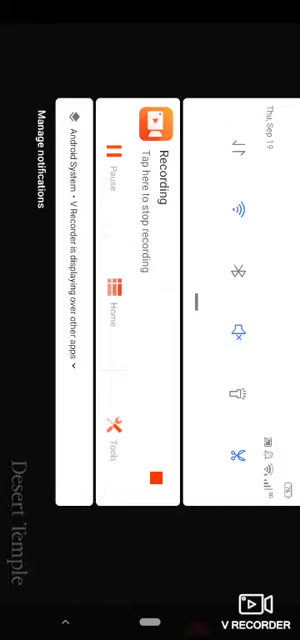 Thu, Sep 19
76
Recording
Tap here to stop recording
Pause
Home
Tools
Android System • V Recorder is displaying over other apps
Manage notifications
Desert Temple
V RECORDER